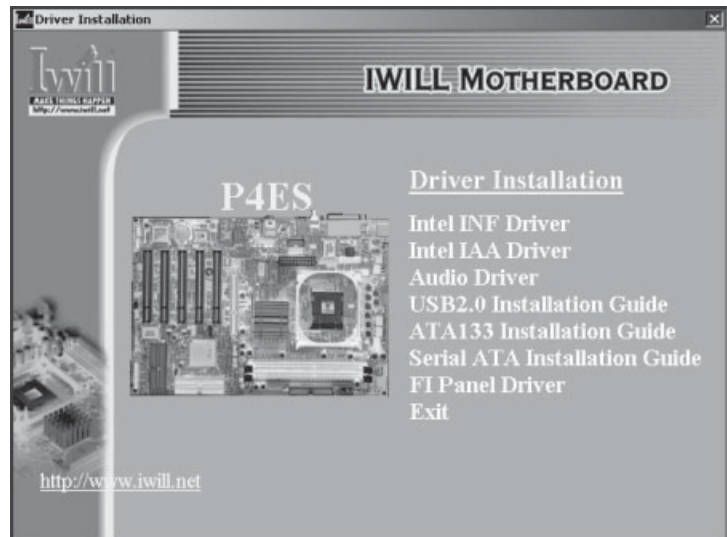 Driver Installation
Iwill
MAKE THINGS HAPPEN
http://www.iwill.net
IWILL MOTHERBOARD
P4ES
Driver Installation
Intel INF Driver
Intel IAA Driver
Audio Driver
USB2.0 Installation Guide
ATA133 Installation Guide
Serial ATA Installation Guide
FI Panel Driver
Exit
http://www.iwill.net